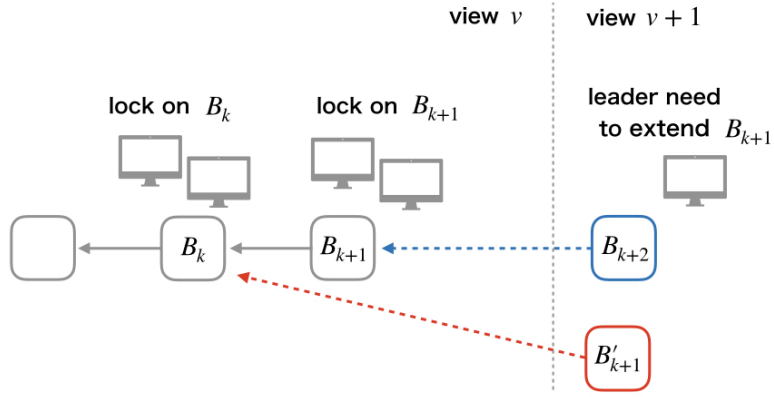 view v
view v + 1
lock on B_k
lock on B_{k+1}
leader need
to extend B_{k+1}
B_k
B_{k+1}
B_{k+2}
B'_{k+1}